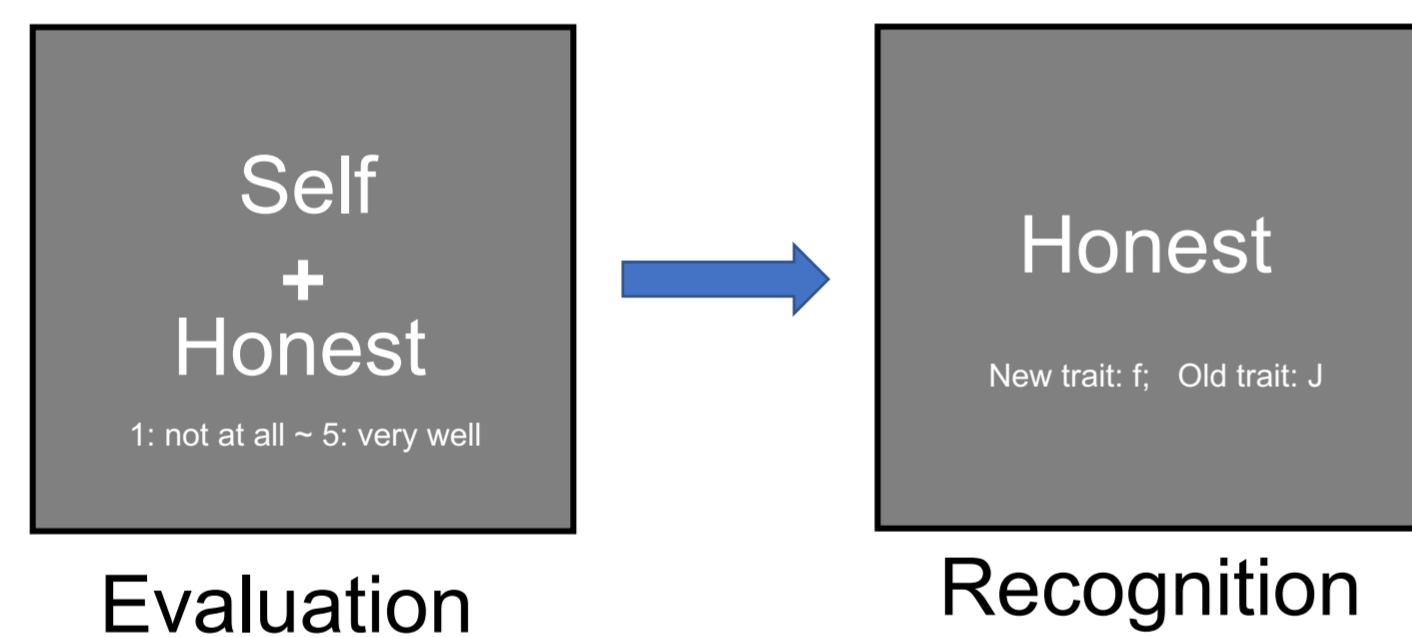 Self
+
Honest
1: not at all ~ 5: very well
Evaluation
Honest
New trait: f;   Old trait: J
Recognition